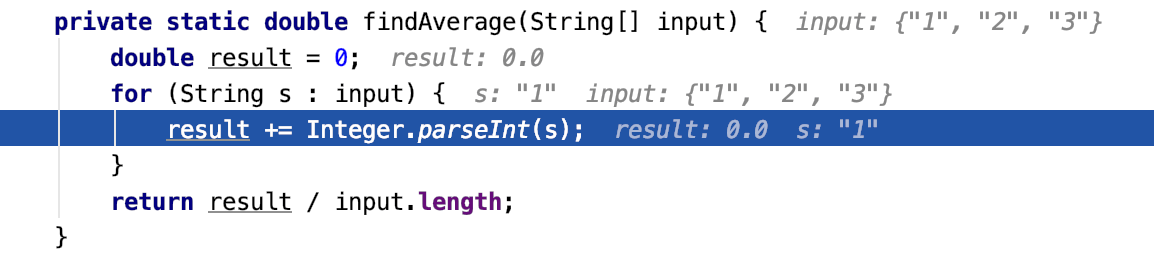 private static double findAverage(String[] input) {  input: {"1", "2", "3"}
double result = 0;  result: 0.0
for (String s : input) {  s: "1"  input: {"1", "2", "3"}
result += Integer.parseInt(s);  result: 0.0  s: "1"
}
return result / input.length;
}